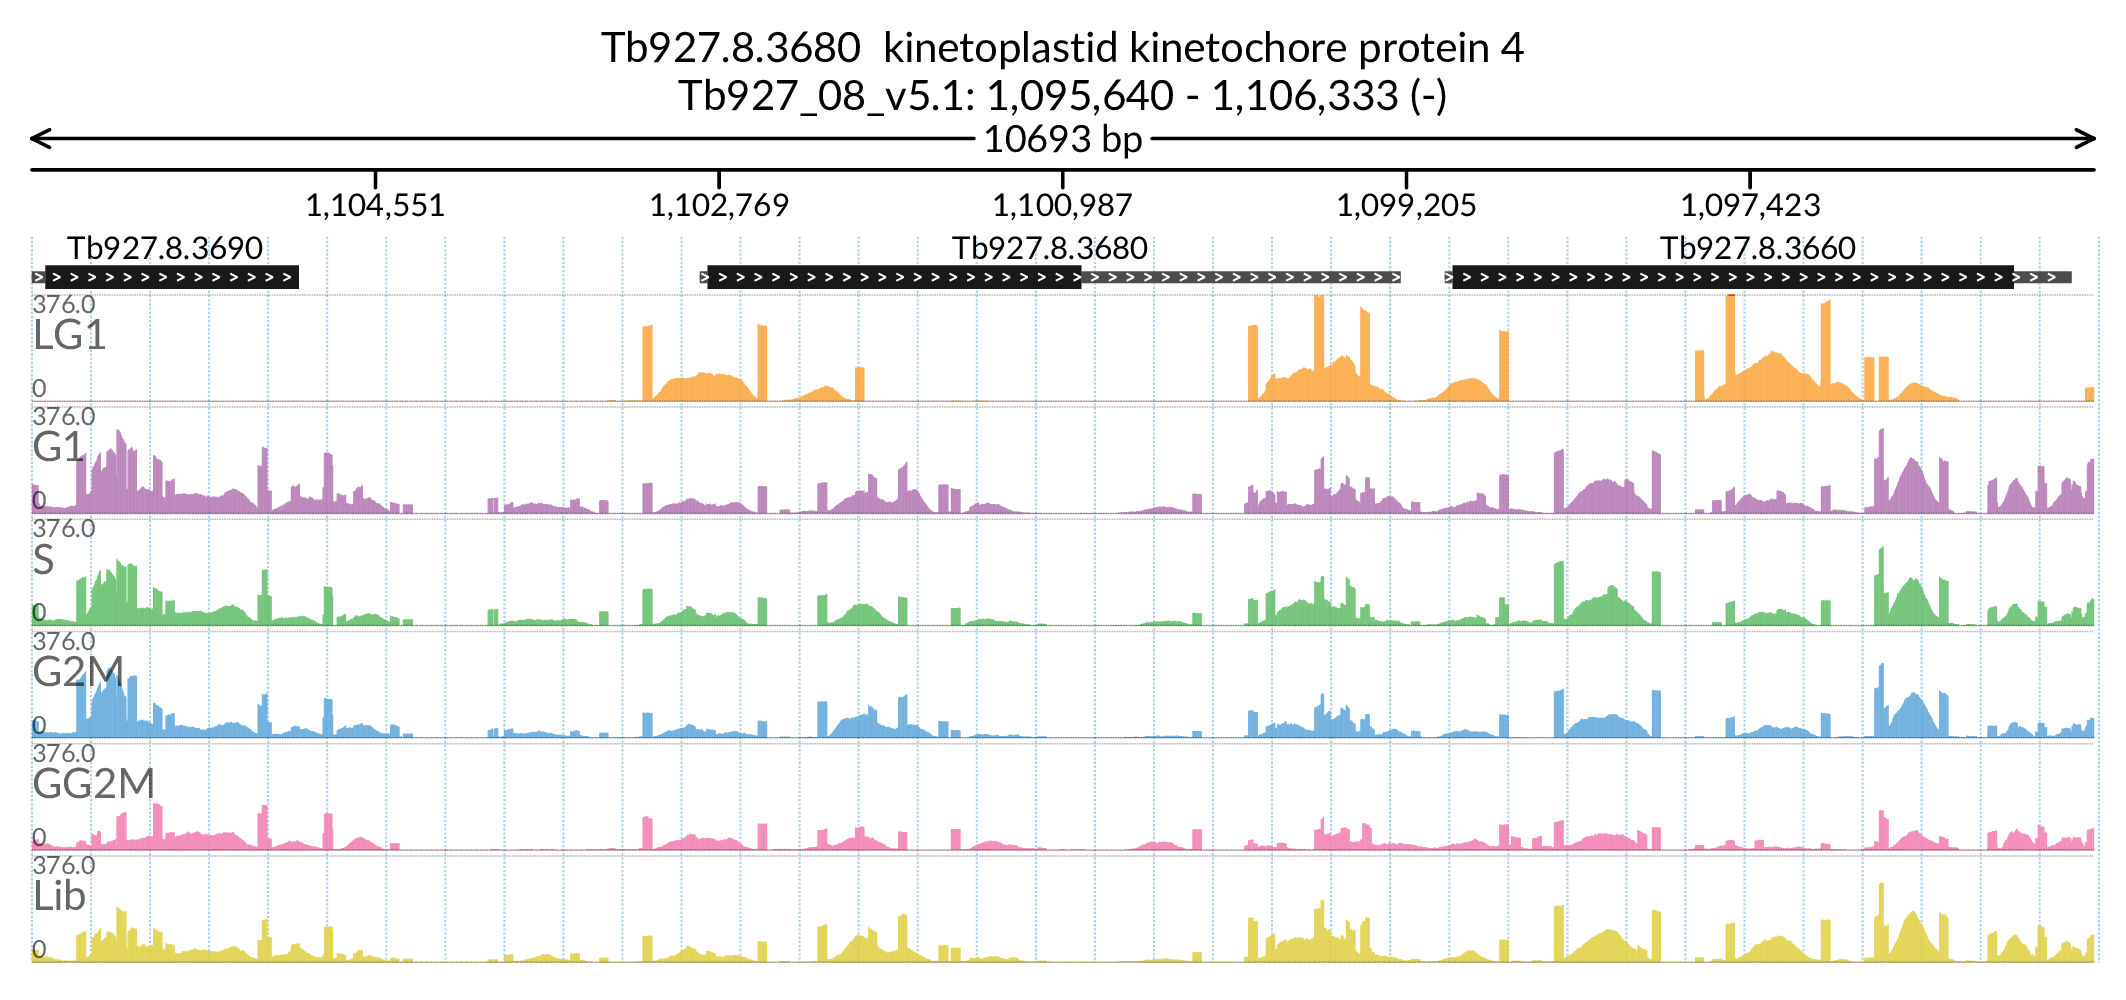 Tb927.8.3680 kinetoplastid kinetochore protein 4
Tb927_08_v5.1: 1,095,640 - 1,106,333 (-)
10693 bp
1,104,551 1,102,769 1,100,987 1,099,205 1,097,423
Tb927.8.3690 Tb927.8.3680 Tb927.8.3660
376.0
LG1
0
376.0
G1
0
376.0
S
0
376.0
G2M
0
376.0
GG2M
0
376.0
Lib
0